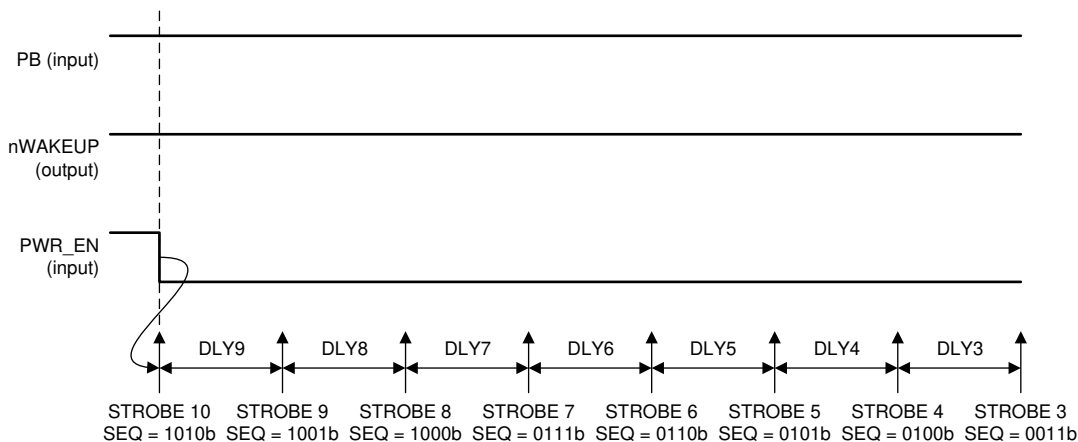 PB (input)
nWAKEUP
(output)
PWR_EN
(input)
DLY9 DLY8 DLY7 DLY6 DLY5 DLY4 DLY3
STROBE 10 STROBE 9 STROBE 8 STROBE 7 STROBE 6 STROBE 5 STROBE 4 STROBE 3
SEQ = 1010b SEQ = 1001b SEQ = 1000b SEQ = 0111b SEQ = 0110b SEQ = 0101b SEQ = 0100b SEQ = 0011b